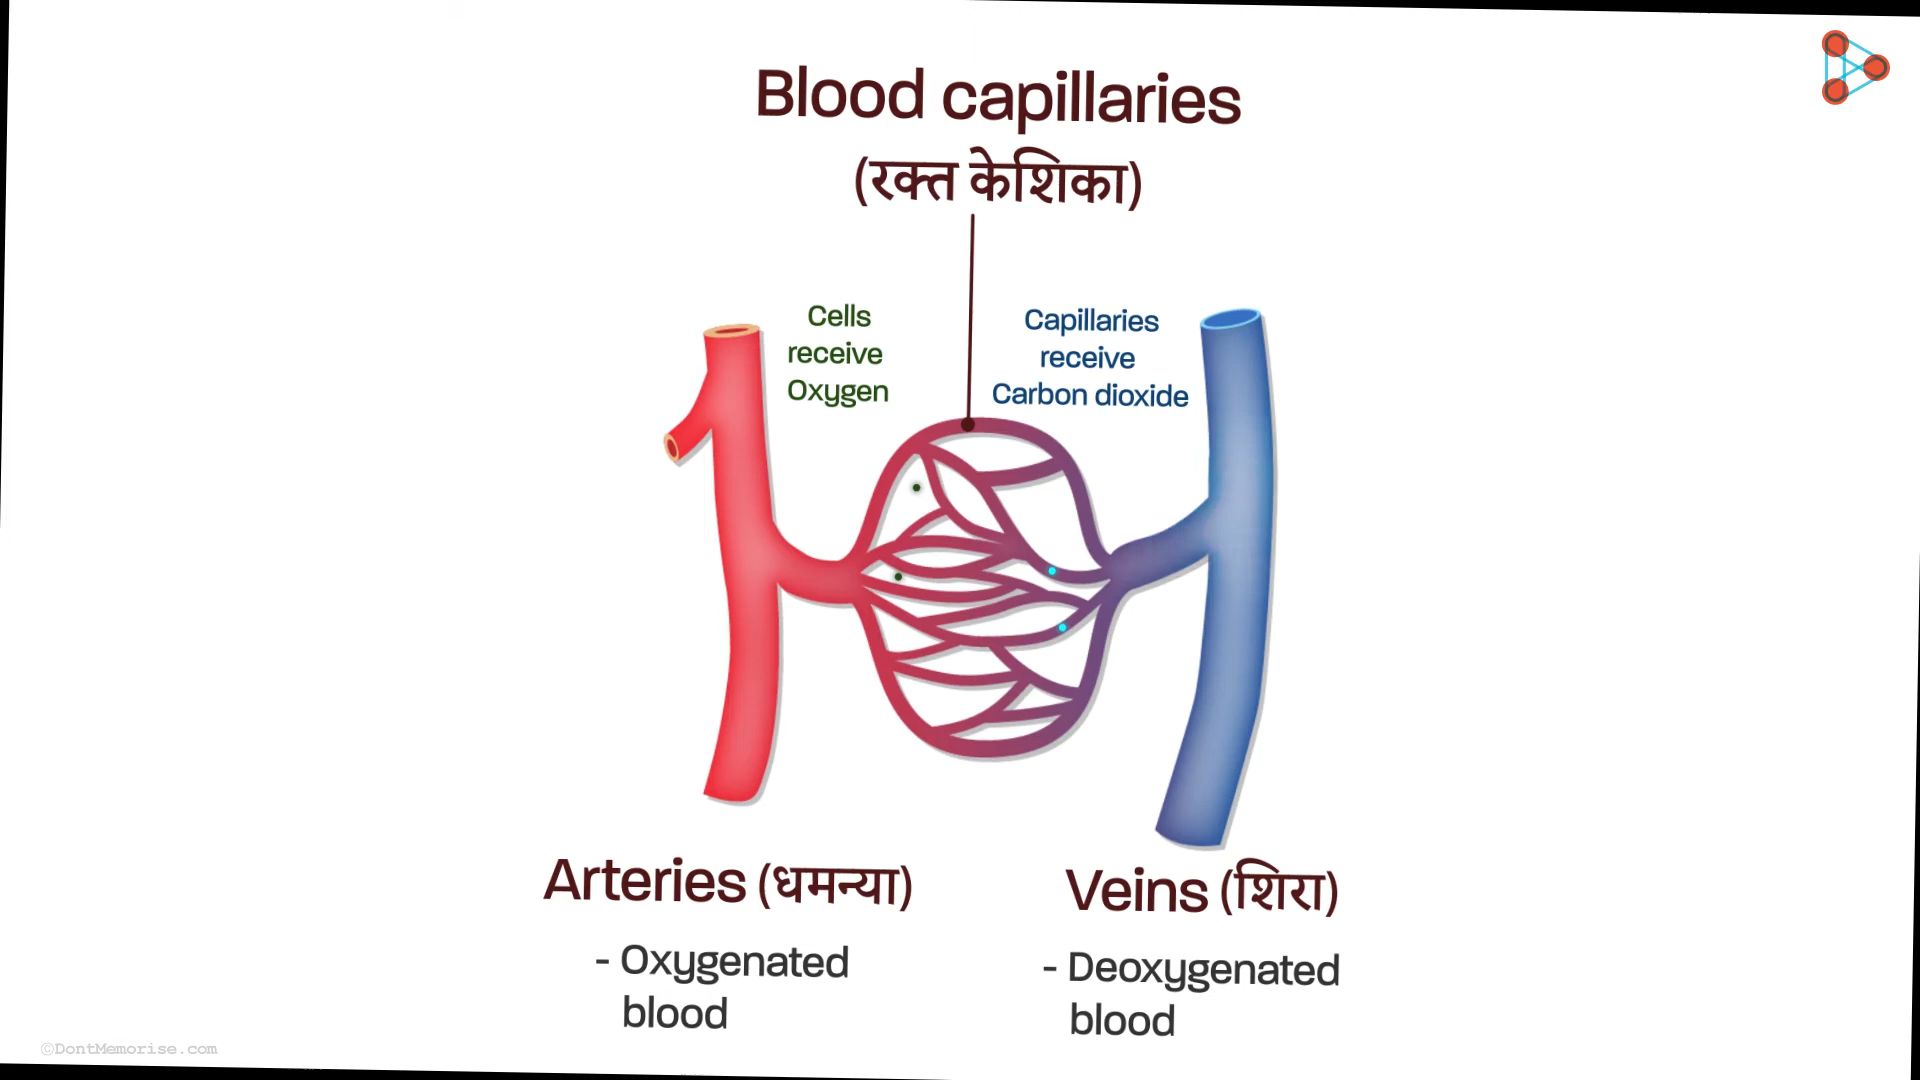 Blood capillaries
(रक्त केशिका)
Cells
receive
Oxygen
Capillaries
receive
Carbon dioxide
Arteries (धमन्या)
- Oxygenated
blood
Veins (शिरा)
- Deoxygenated
blood
©DontMemorise.com